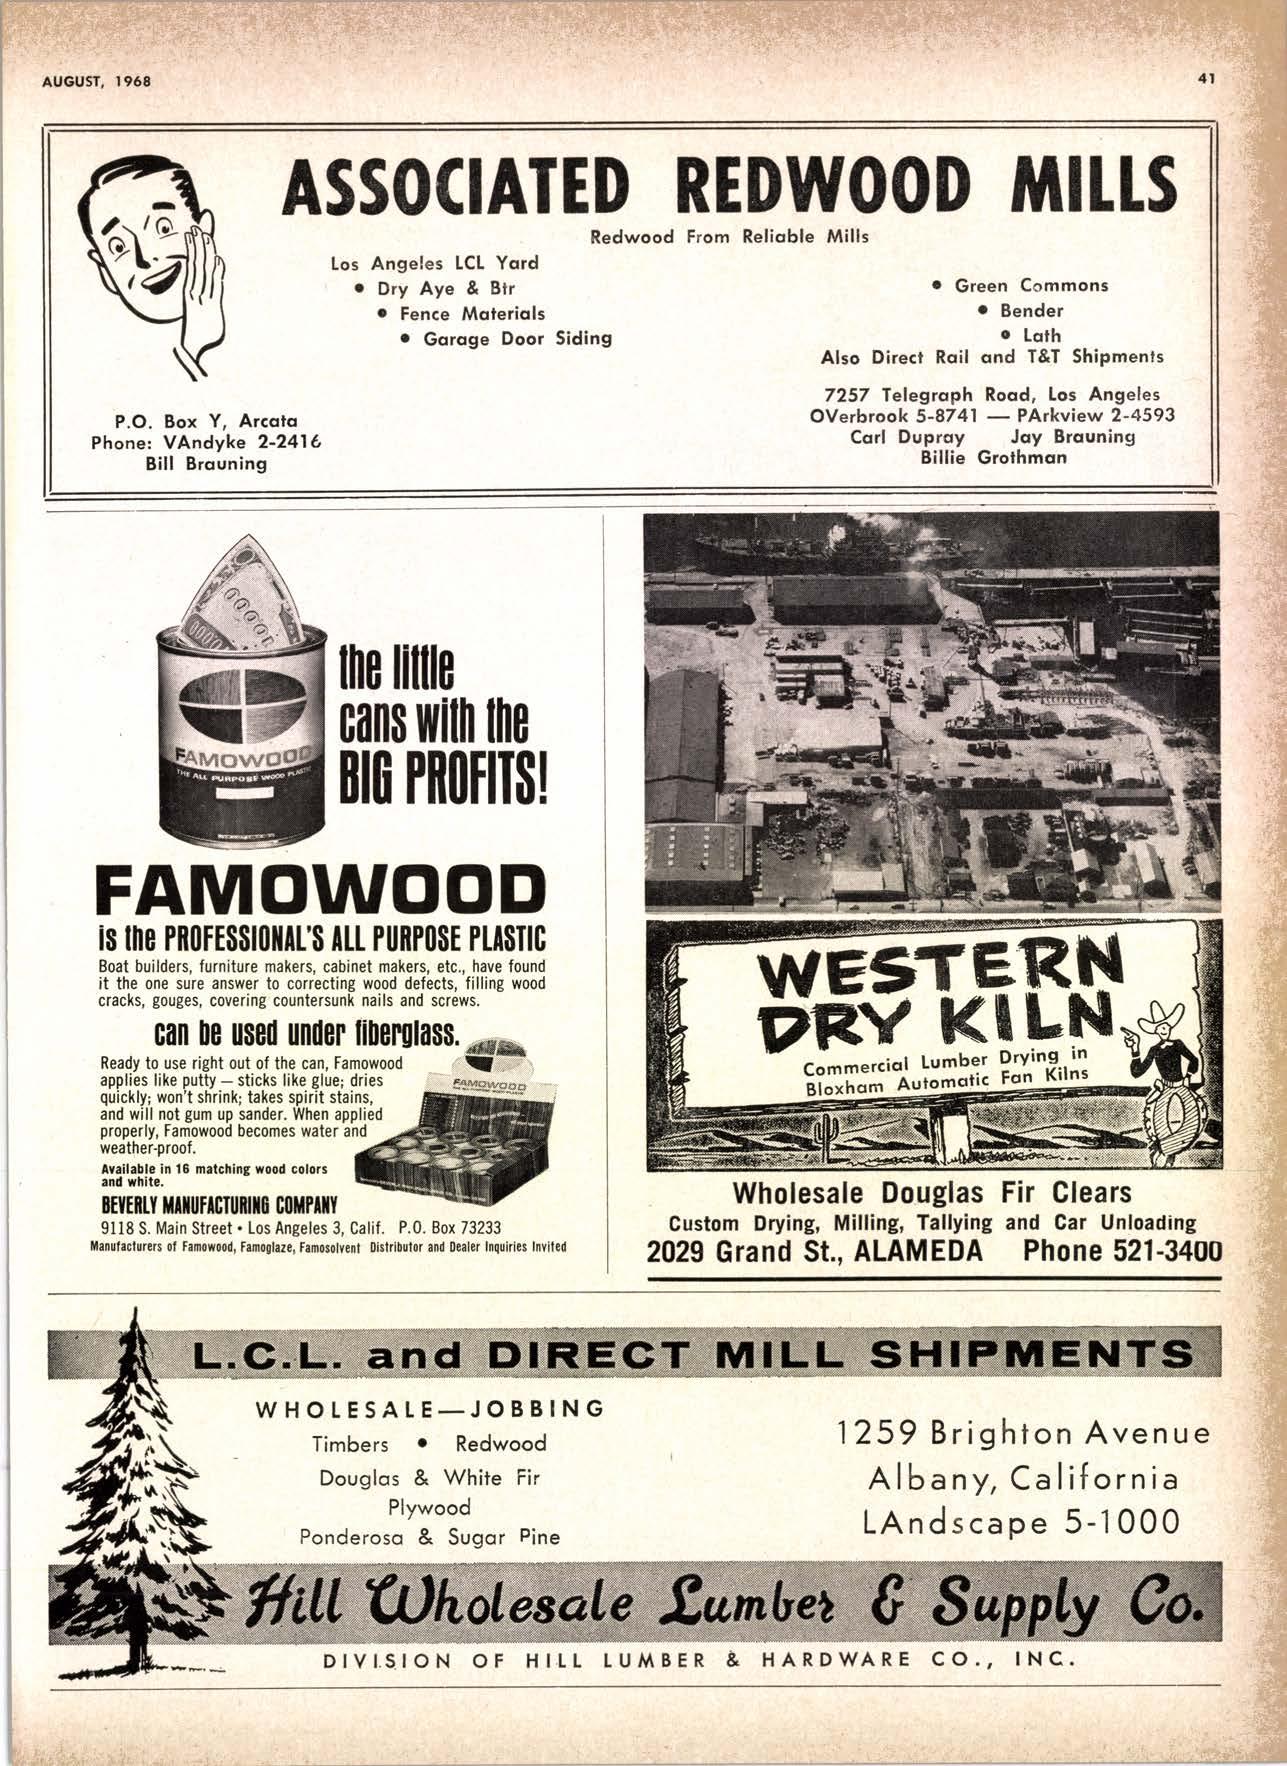 AUGUST, 1968
41
ASSOCIATED REDWOOD MILLS
Redwood From Reliable Mills
Los Angeles LCL Yard
• Dry Aye & Btr
• Fence Materials
• Garage Door Siding
• Green Commons
• Bender
• Lath
Also Direct Rail and T&T Shipments
P.O. Box Y, Arcata
Phone: VAndyke 2-2416
Bill Brauning
7257 Telegraph Road, Los Angeles
OVerbrook 5-8741 — PArkview 2-4593
Carl Dupray Jay Brauning
Billie Grothman
FAMOWOOD
THE ALL PURPOSE WOOD PLASTIC
the little
cans with the
BIG PROFITS!
FAMOWOOD
is the PROFESSIONAL'S ALL PURPOSE PLASTIC
Boat builders, furniture makers, cabinet makers, etc., have found
it the one sure answer to correcting wood defects, filling wood
cracks, gouges, covering countersunk nails and screws.
can be used under fiberglass.
Ready to use right out of the can, Famowood
applies like putty — sticks like glue; dries
quickly; won't shrink; takes spirit stains,
and will not gum up sander. When applied
properly, Famowood becomes water and
weather-proof.
Available in 16 matching wood colors
and white.
FAMOWOOD
BEVERLY MANUFACTURING COMPANY
9118 S. Main Street • Los Angeles 3, Calif. P.O. Box 73233
Manufacturers of Famowood, Famoglaze, Famosolvent Distributor and Dealer Inquiries Invited
WESTERN
DRY KILN
Commercial Lumber Drying in
Bloxham Automatic Fan Kilns
Wholesale Douglas Fir Clears
Custom Drying, Milling, Tallying and Car Unloading
2029 Grand St., ALAMEDA Phone 521-3400
L.C.L. and DIRECT MILL SHIPMENTS
WHOLESALE—JOBBING
Timbers • Redwood
Douglas & White Fir
Plywood
Ponderosa & Sugar Pine
1259 Brighton Avenue
Albany, California
LAndscape 5-1000
Hill Wholesale Lumber & Supply Co.
DIVISION OF HILL LUMBER & HARDWARE CO., INC.